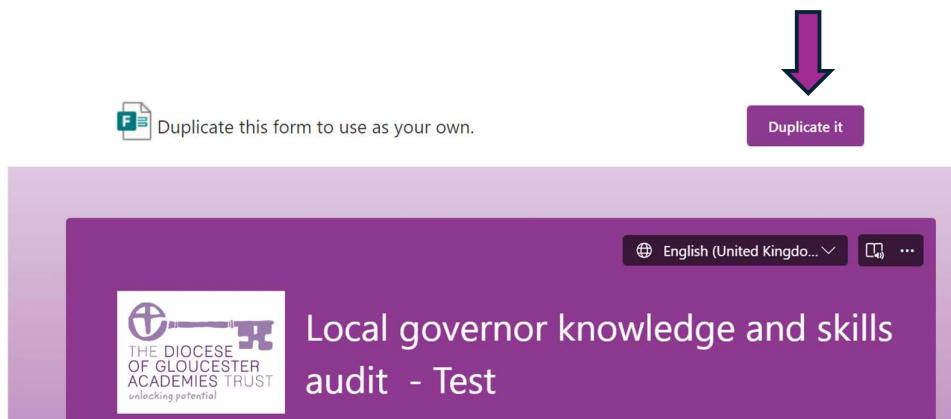 Duplicate this form to use as your own.
Duplicate it
English (United Kingdo...
Local governor knowledge and skills
audit - Test
THE DIOCESE
OF GLOUCESTER
ACADEMIES TRUST
unlocking potential